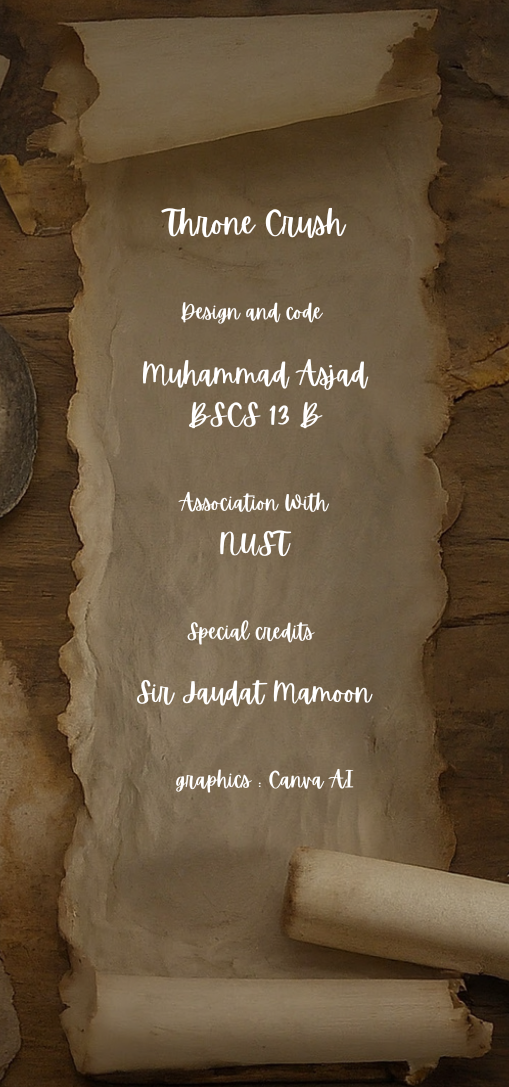 Throne Crush
Design and code
Muhammad Asjad
BSCS 13 B
Association With
NUST
Special credits
Sir Jaudat Mamoon
graphics : Canva AI